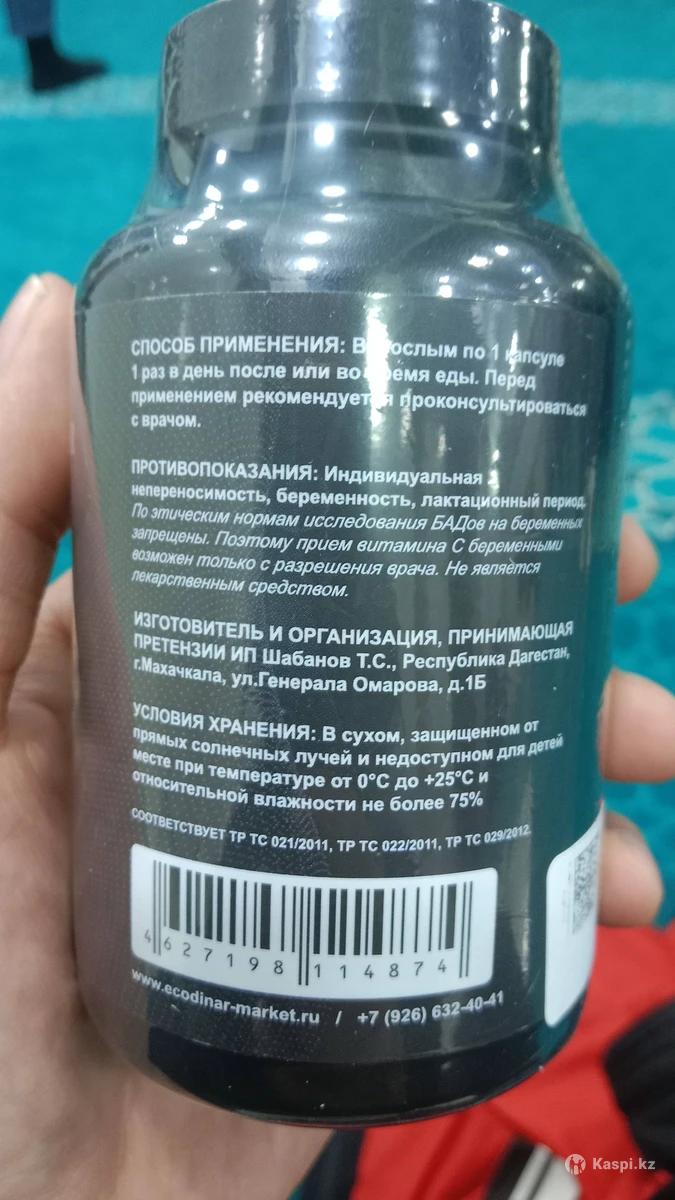 СПОСОБ ПРИМЕНЕНИЯ: Взрослым по 1 капсуле
1 раз в день после или во время еды. Перед
применением рекомендуется проконсультироваться
с врачом.
ПРОТИВОПОКАЗАНИЯ: Индивидуальная
непереносимость, беременность, лактационный период.
По этическим нормам исследования БАДов на беременных
запрещены. Поэтому прием витамина С беременными
возможен только с разрешения врача. Не является
лекарственным средством.
ИЗГОТОВИТЕЛЬ И ОРГАНИЗАЦИЯ, ПРИНИМАЮЩАЯ
ПРЕТЕНЗИИ ИП Шабанов Т.С., Республика Дагестан,
г.Махачкала, ул.Генерала Омарова, д.1Б
УСЛОВИЯ ХРАНЕНИЯ: В сухом, защищенном от
прямых солнечных лучей и недоступном для детей
месте при температуре от 0°С до +25°С и
относительной влажности не более 75%
СООТВЕТСТВУЕТ ТР ТС 021/2011, ТР ТС 022/2011, ТР ТС 029/2012.
4 627198 114874
www.ecodinar-market.ru / +7 (926) 632-40-41
Kaspi.kz